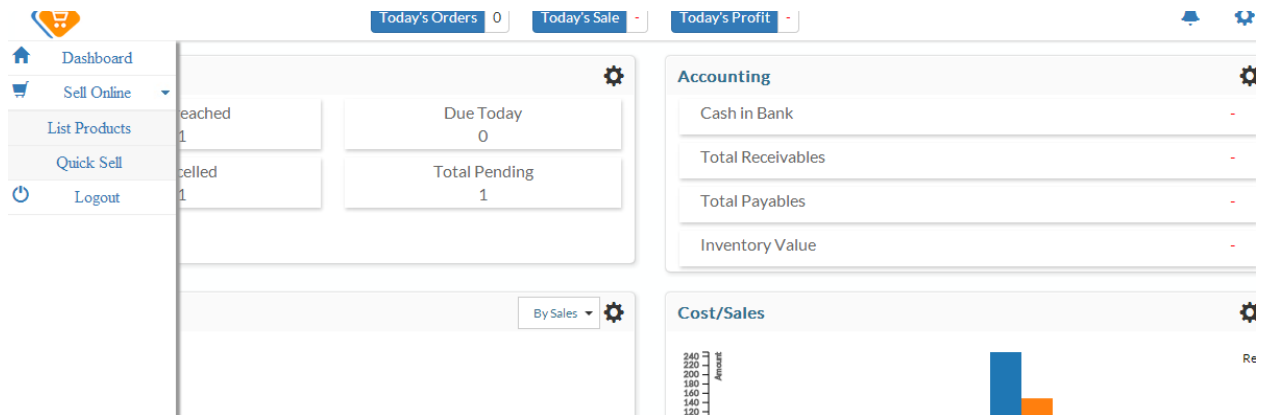 Today's Orders 0 Today's Sale - Today's Profit -
Dashboard
Sell Online
List Products
Quick Sell
Logout
eached
1
Due Today
0
celled
1
Total Pending
1
Accounting
Cash in Bank -
Total Receivables -
Total Payables -
Inventory Value -
By Sales
Cost/Sales
240
220
200
180
160
140
120
Amount
Re